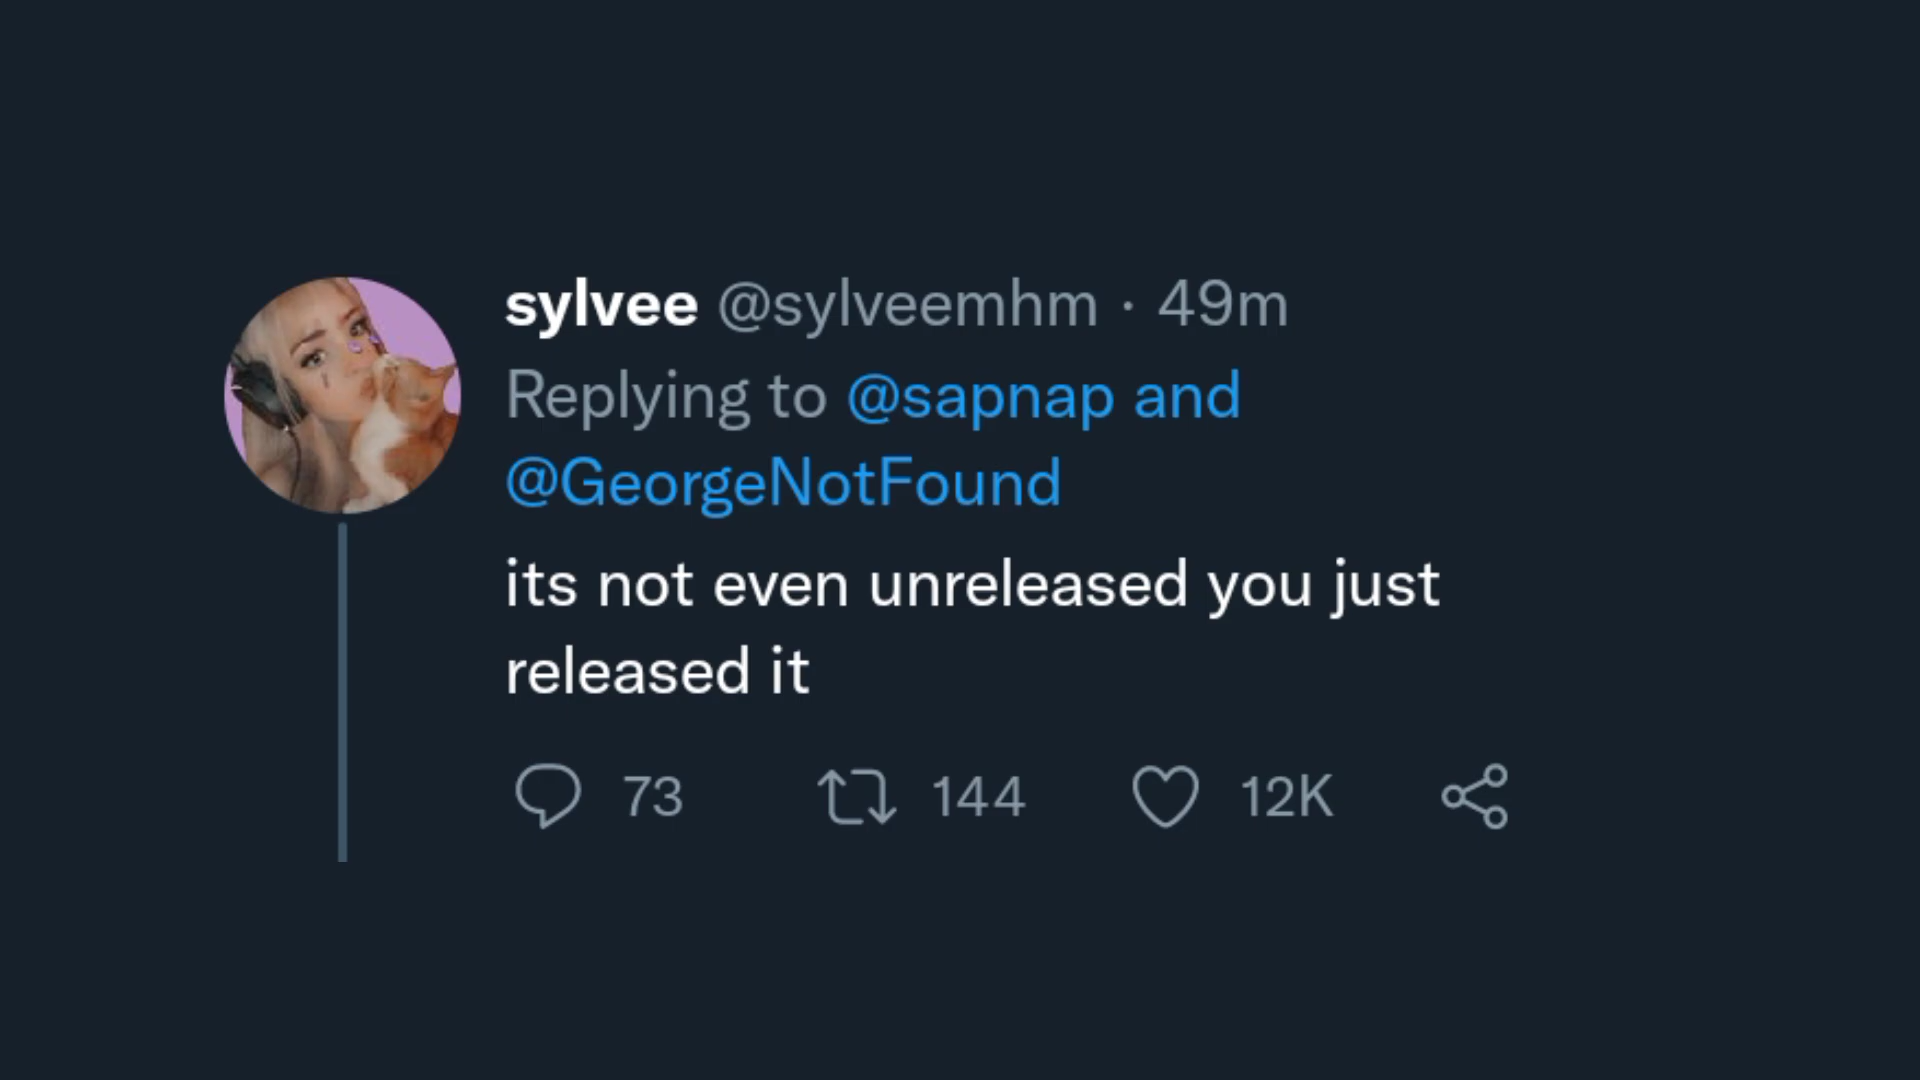 sylvee @sylveemhm · 49m
Replying to @sapnap and
@GeorgeNotFound
its not even unreleased you just
released it
73 144 12K